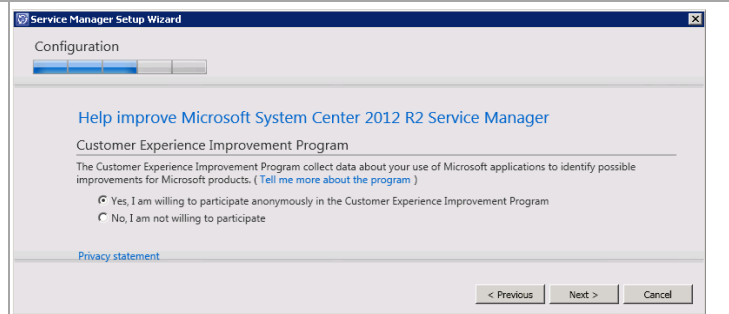 Service Manager Setup Wizard
Configuration
Help improve Microsoft System Center 2012 R2 Service Manager
Customer Experience Improvement Program
The Customer Experience Improvement Program collect data about your use of Microsoft applications to identify possible
improvements for Microsoft products. ( Tell me more about the program )
Yes, I am willing to participate anonymously in the Customer Experience Improvement Program
No, I am not willing to participate
Privacy statement
< Previous Next > Cancel